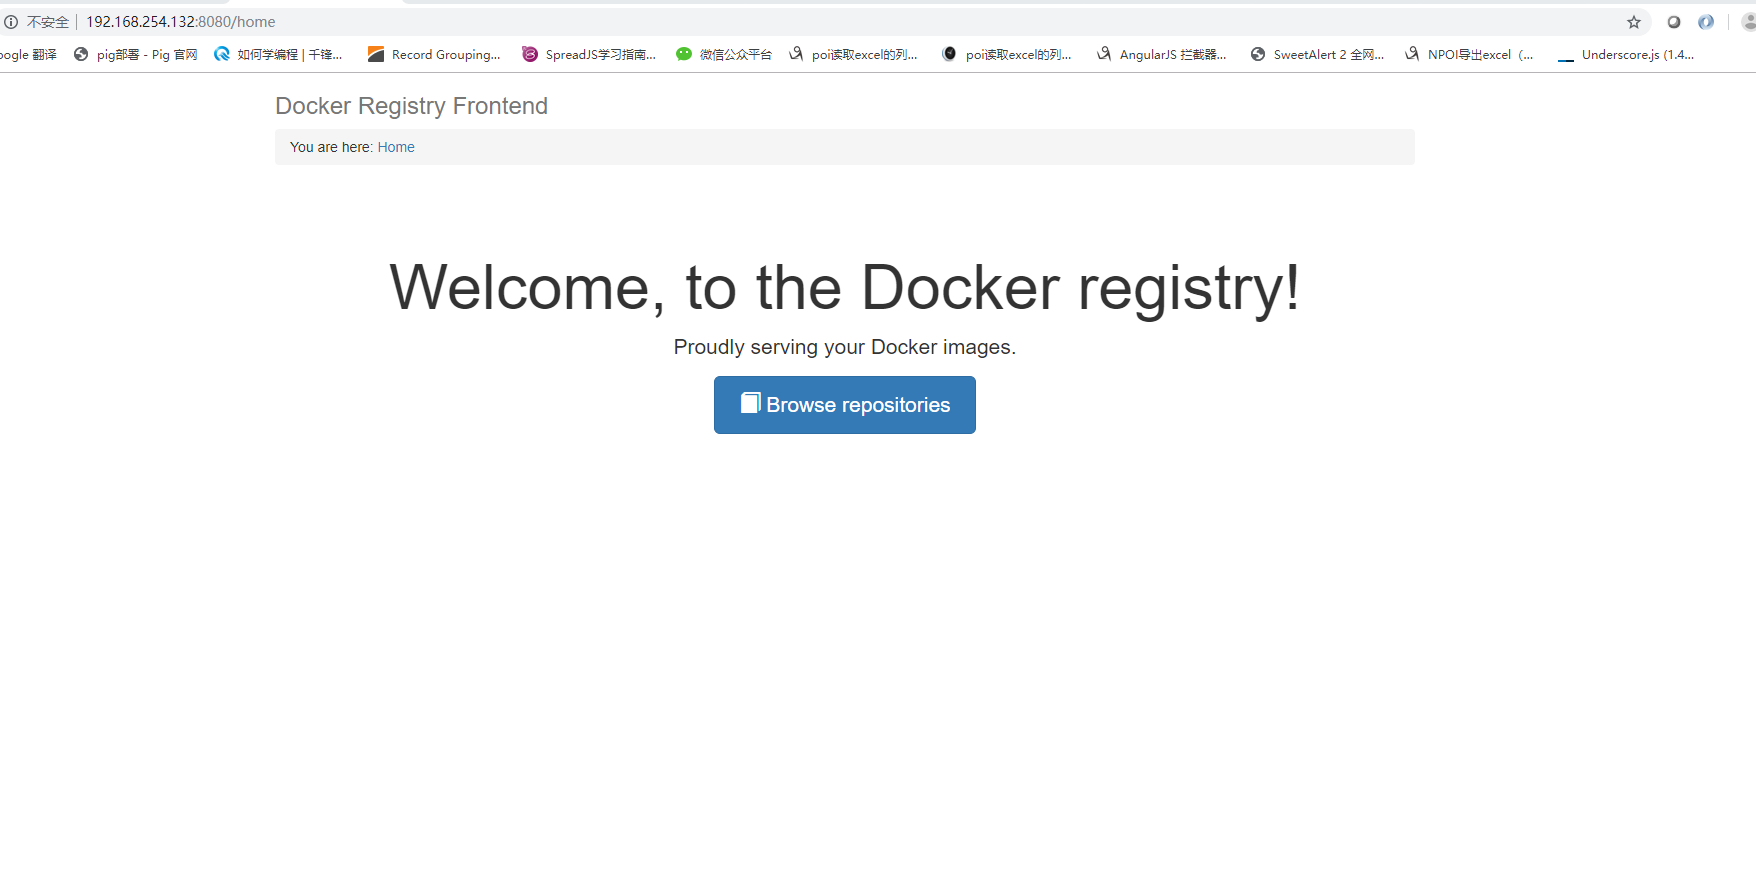 不安全 192.168.254.132:8080/home
oogle 翻译 pig部署 - Pig 官网 如何学编程 | 千锋... Record Grouping... SpreadJS学习指南... 微信公众平台 poi读取excel的列... poi读取excel的列... AngularJS 拦截器... SweetAlert 2 全网... NPOI导出excel（... Underscore.js (1.4...
Docker Registry Frontend
You are here: Home
Welcome, to the Docker registry!
Proudly serving your Docker images.
Browse repositories